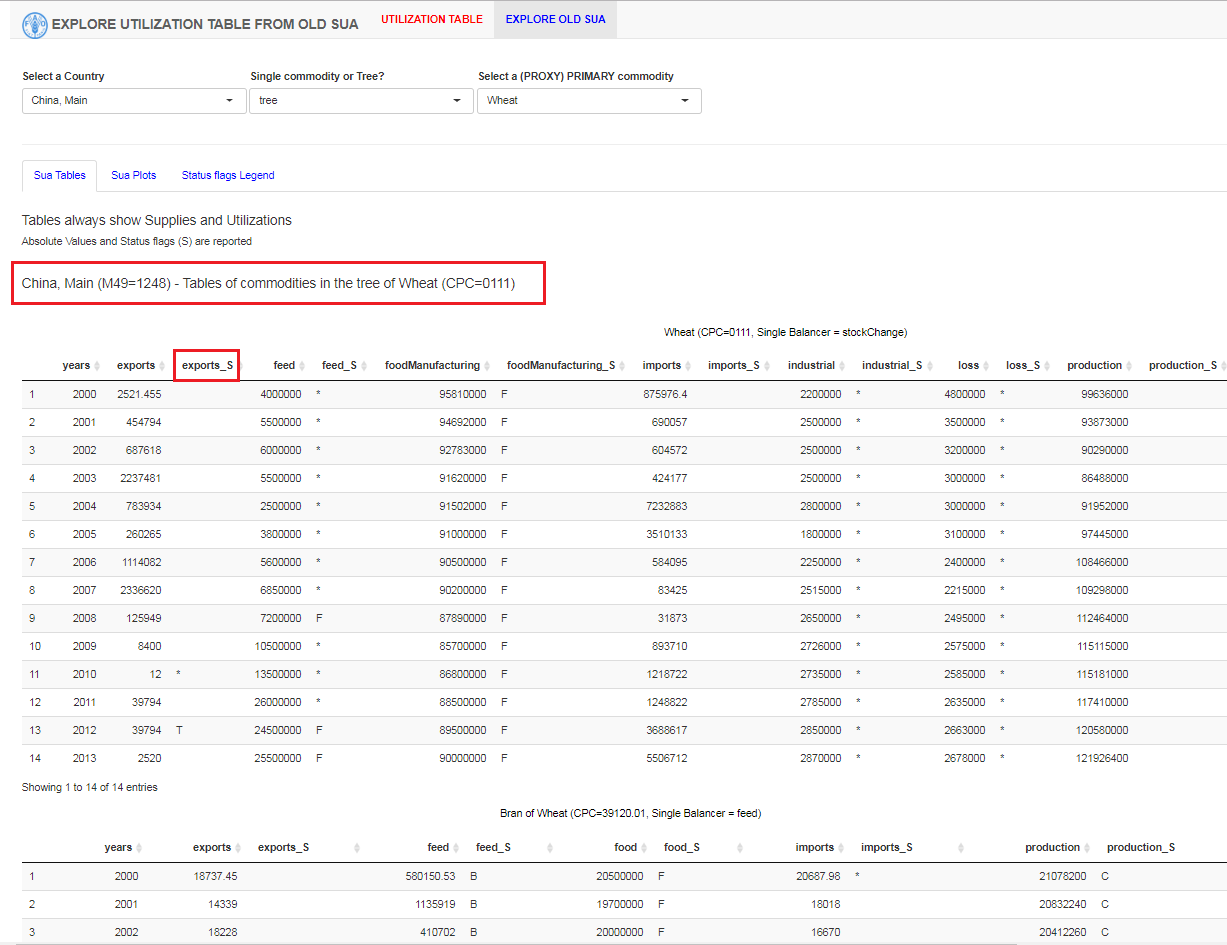 EXPLORE UTILIZATION TABLE FROM OLD SUA UTILIZATION TABLE EXPLORE OLD SUA
Select a Country Single commodity or Tree? Select a (PROXY) PRIMARY commodity
China, Main tree Wheat
Sua Tables Sua Plots Status flags Legend
Tables always show Supplies and Utilizations
Absolute Values and Status flags (S) are reported
China, Main (M49=1248) - Tables of commodities in the tree of Wheat (CPC=0111)
Wheat (CPC=0111, Single Balancer = stockChange)
years exports exports_S feed feed_S foodManufacturing foodManufacturing_S imports imports_S industrial industrial_S loss loss_S production production_S
1 2000 2521.455 4000000 * 95810000 F 875976.4 2200000 * 4800000 * 99636000
2 2001 454794 5500000 * 94692000 F 690057 2500000 * 3500000 * 93873000
3 2002 687618 6000000 * 92783000 F 604572 2500000 * 3200000 * 90290000
4 2003 2237481 5500000 * 91620000 F 424177 2500000 * 3000000 * 86488000
5 2004 783934 2500000 * 91502000 F 7232883 2800000 * 3000000 * 91952000
6 2005 260265 3800000 * 91000000 F 3510133 1800000 * 3100000 * 97445000
7 2006 1114082 5600000 * 90500000 F 584095 2250000 * 2400000 * 108466000
8 2007 2336620 6850000 * 90200000 F 83425 2515000 * 2215000 * 109298000
9 2008 125949 7200000 F 87890000 F 31873 2650000 * 2495000 * 112464000
10 2009 8400 10500000 * 85700000 F 893710 2726000 * 2575000 * 115115000
11 2010 12 * 13500000 * 86800000 F 1218722 2735000 * 2585000 * 115181000
12 2011 39794 26000000 * 88500000 F 1248822 2785000 * 2635000 * 117410000
13 2012 39794 T 24500000 F 89500000 F 3688617 2850000 * 2663000 * 120580000
14 2013 2520 25500000 F 90000000 F 5506712 2870000 * 2678000 * 121926400
Showing 1 to 14 of 14 entries
Bran of Wheat (CPC=39120.01, Single Balancer = feed)
years exports exports_S feed feed_S food food_S imports imports_S production production_S
1 2000 18737.45 580150.53 B 20500000 F 20687.98 * 21078200 C
2 2001 14339 1135919 B 19700000 F 18018 20832240 C
3 2002 18228 410702 B 20000000 F 16670 20412260 C